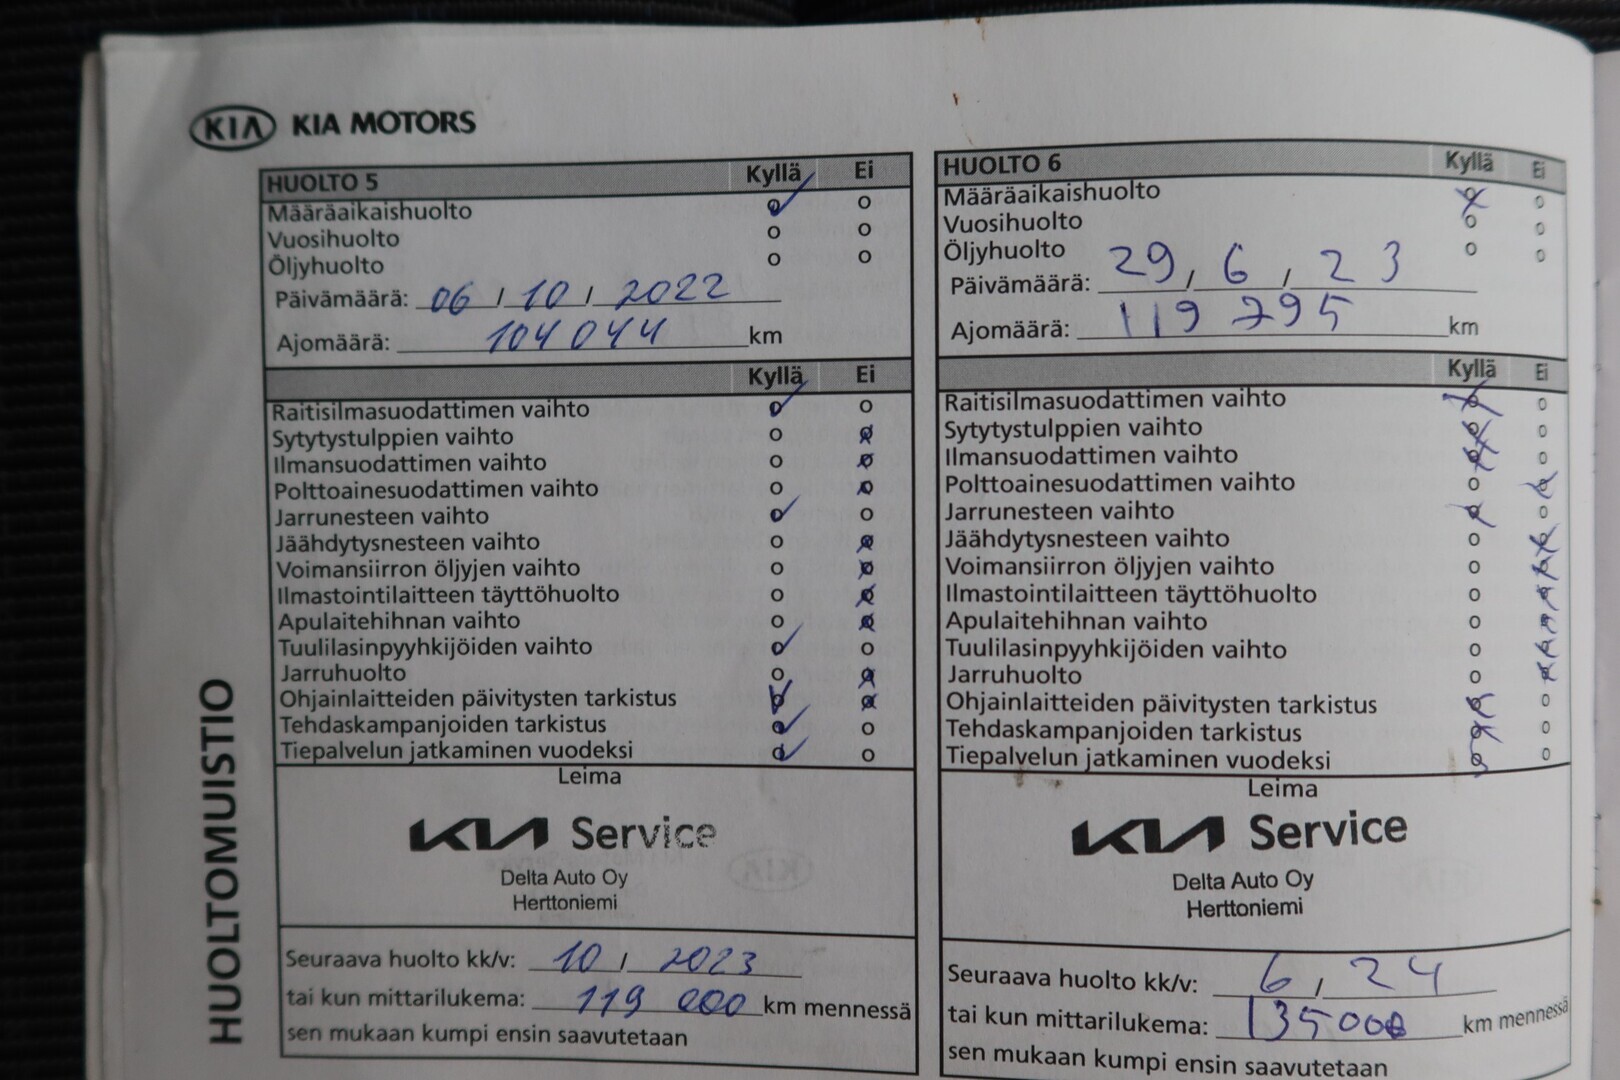 KIA KIA MOTORS
HUOLTOMUISTIO
HUOLTO 5 Kyllä Ei
Määräaikaishuolto
Vuosihuolto
Öljyhuolto
Päivämäärä: 06 / 10 / 2022
Ajomäärä: 104 044 km
Kyllä Ei
Raitisilmasuodattimen vaihto
Sytytystulppien vaihto
Ilmansuodattimen vaihto
Polttoainesuodattimen vaihto
Jarrunesteen vaihto
Jäähdytysnesteen vaihto
Voimansiirron öljyjen vaihto
Ilmastointilaitteen täyttöhuolto
Apulaitehihnan vaihto
Tuulilasinpyyhkijöiden vaihto
Jarruhuolto
Ohjainlaitteiden päivitysten tarkistus
Tehdaskampanjoiden tarkistus
Tiepalvelun jatkaminen vuodeksi
Leima
KIA Service
Delta Auto Oy
Herttoniemi
Seuraava huolto kk/v: 10 / 2023
tai kun mittarilukema: 119 000 km mennessä
sen mukaan kumpi ensin saavutetaan
HUOLTO 6 Kyllä Ei
Määräaikaishuolto
Vuosihuolto
Öljyhuolto
Päivämäärä: 29 / 6 / 23
Ajomäärä: 119 795 km
Kyllä Ei
Raitisilmasuodattimen vaihto
Sytytystulppien vaihto
Ilmansuodattimen vaihto
Polttoainesuodattimen vaihto
Jarrunesteen vaihto
Jäähdytysnesteen vaihto
Voimansiirron öljyjen vaihto
Ilmastointilaitteen täyttöhuolto
Apulaitehihnan vaihto
Tuulilasinpyyhkijöiden vaihto
Jarruhuolto
Ohjainlaitteiden päivitysten tarkistus
Tehdaskampanjoiden tarkistus
Tiepalvelun jatkaminen vuodeksi
Leima
KIA Service
Delta Auto Oy
Herttoniemi
Seuraava huolto kk/v: 6 / 24
tai kun mittarilukema: 135000 km mennessä
sen mukaan kumpi ensin saavutetaan